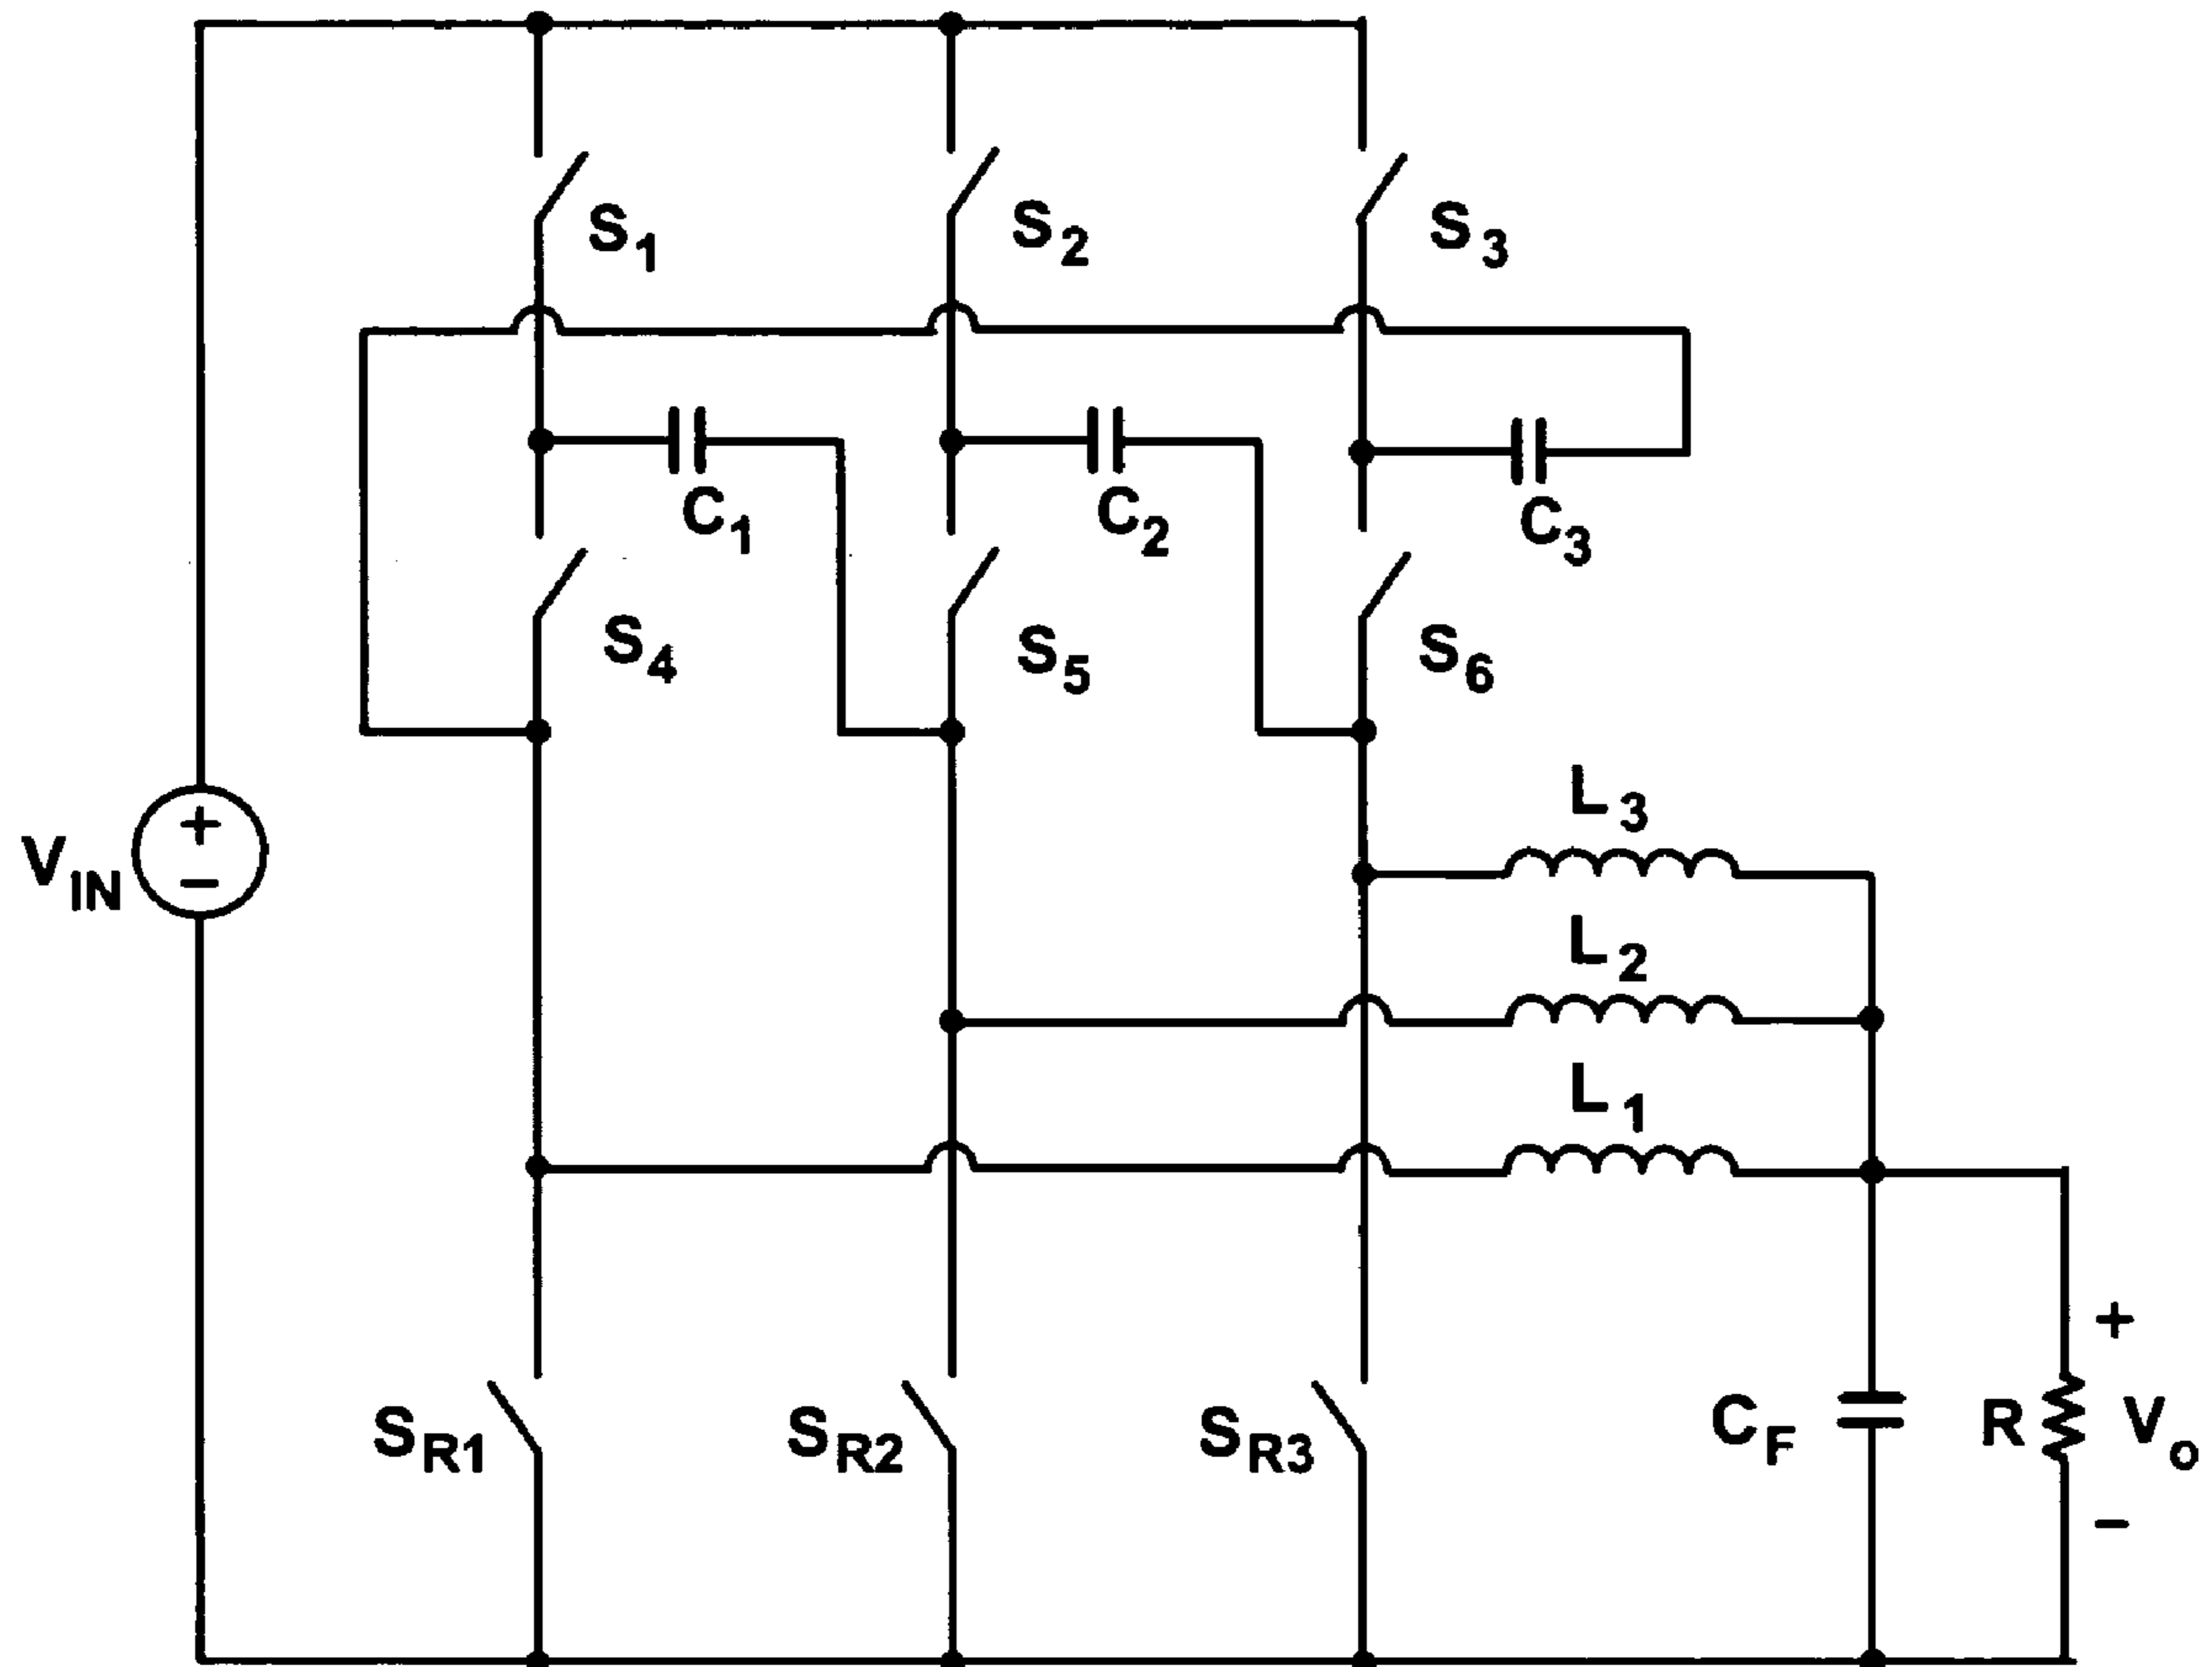 S1
S2
S3
C1
C2
C3
S4
S5
S6
L3
+
−
VIN
L2
L1
+
SR1
SR2
SR3
CF
R
Vo
−